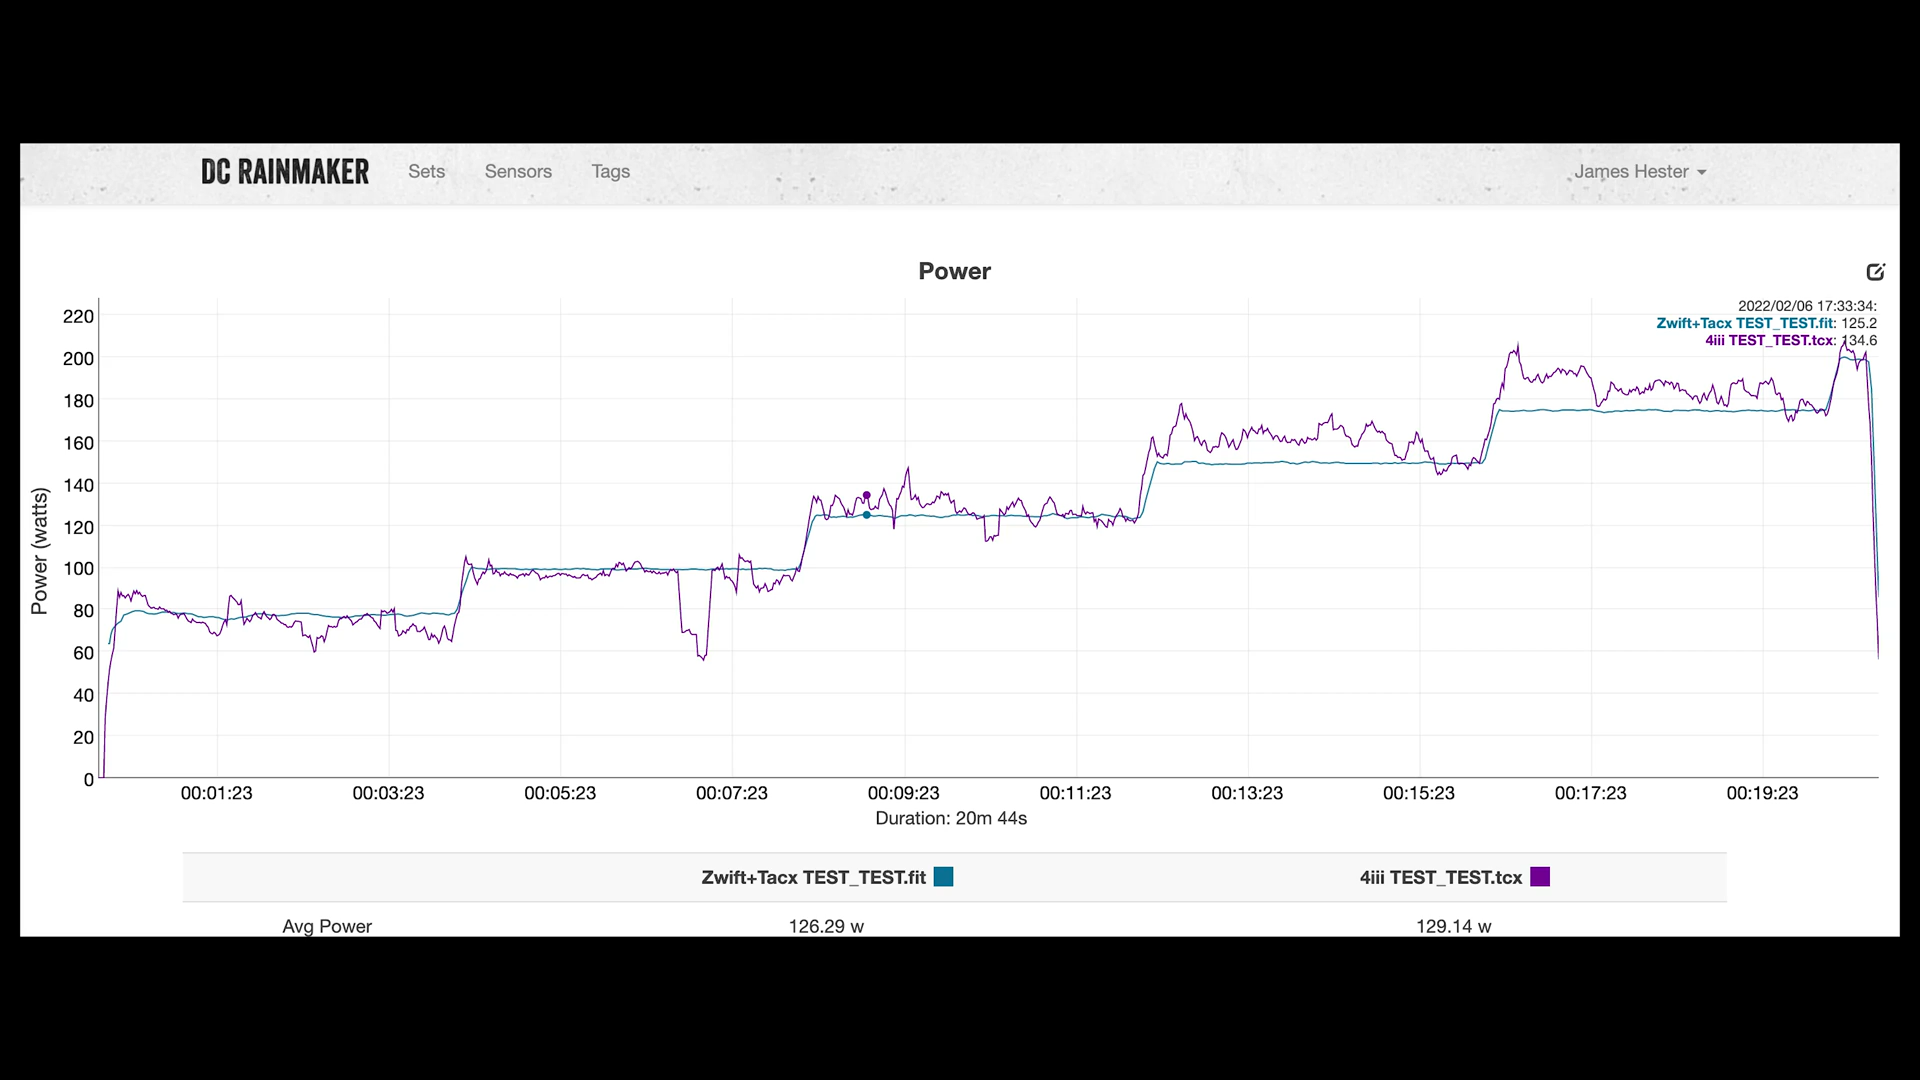 DC RAINMAKER Sets Sensors Tags James Hester
Power
2022/02/06 17:33:34:
Zwift+Tacx TEST_TEST.fit: 125.2
4iii TEST_TEST.tcx: 134.6
Power (watts)
220
200
180
160
140
120
100
80
60
40
20
0
00:01:23 00:03:23 00:05:23 00:07:23 00:09:23 00:11:23 00:13:23 00:15:23 00:17:23 00:19:23
Duration: 20m 44s
Zwift+Tacx TEST_TEST.fit 4iii TEST_TEST.tcx
Avg Power 126.29 w 129.14 w